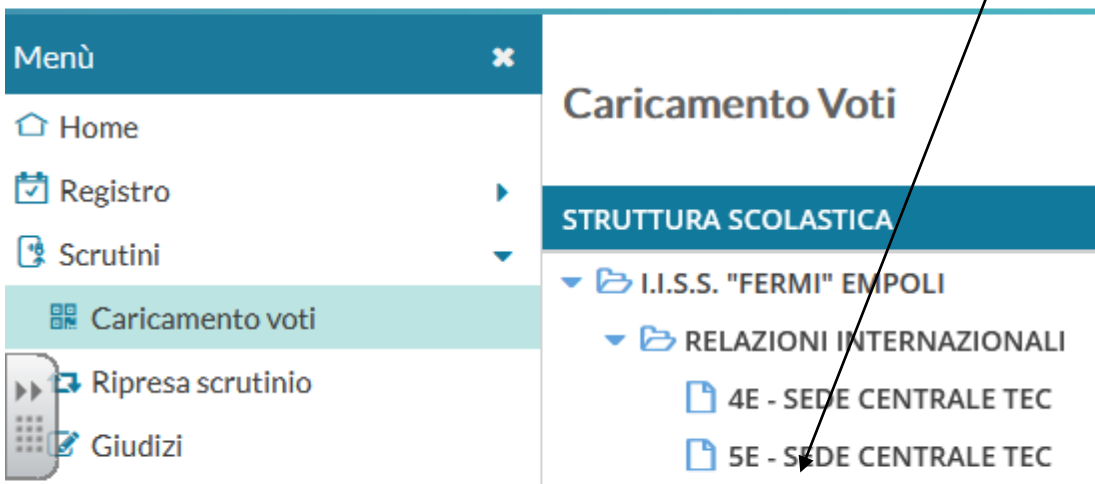 Menù
Home
Registro
Scrutini
Caricamento voti
Ripresa scrutinio
Giudizi
Caricamento Voti
STRUTTURA SCOLASTICA
I.I.S.S. "FERMI" EMPOLI
RELAZIONI INTERNAZIONALI
4E - SEDE CENTRALE TEC
5E - SEDE CENTRALE TEC